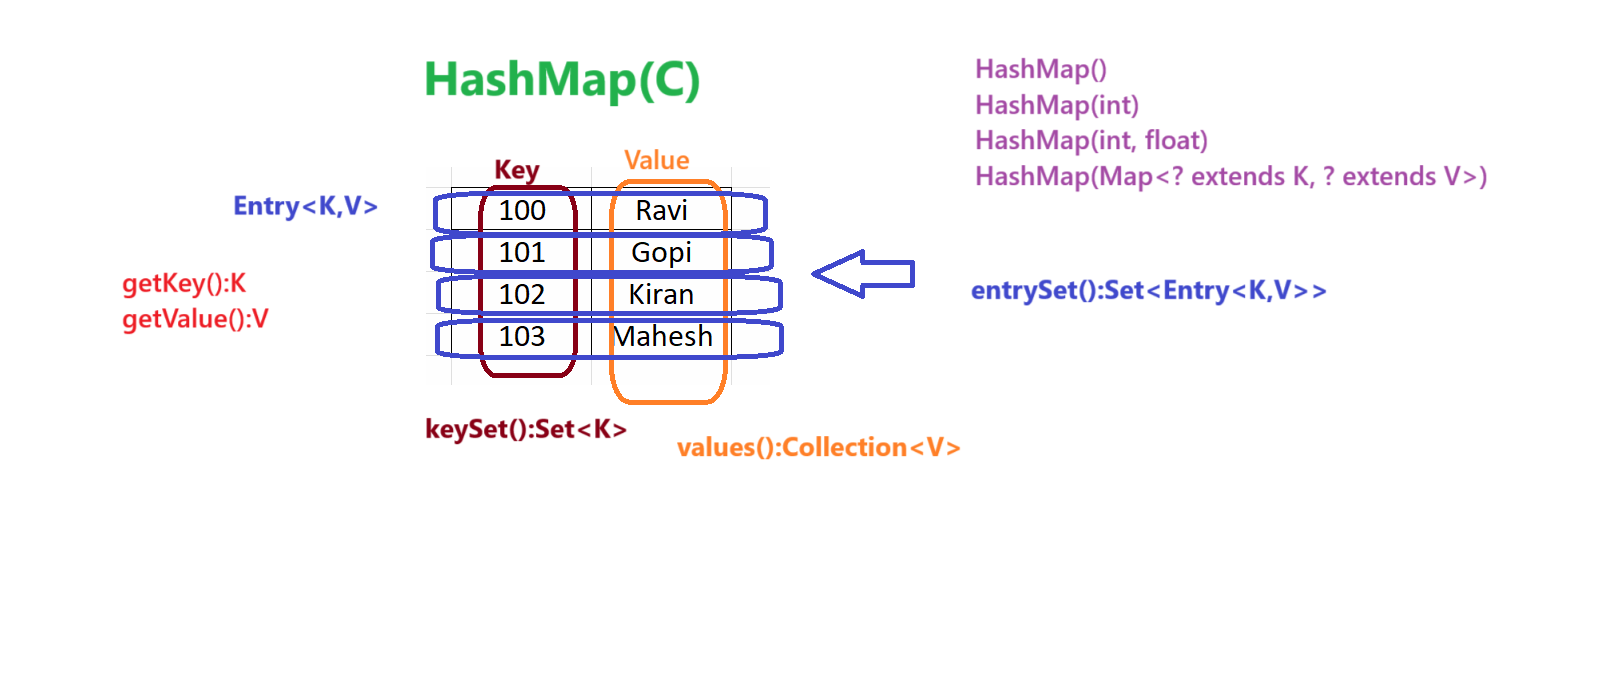 HashMap(C)
HashMap()
HashMap(int)
HashMap(int, float)
HashMap(Map<? extends K, ? extends V>)
Key Value
Entry<K,V>
100 Ravi
101 Gopi
102 Kiran
103 Mahesh
getKey():K
getValue():V
entrySet():Set<Entry<K,V>>
keySet():Set<K>
values():Collection<V>